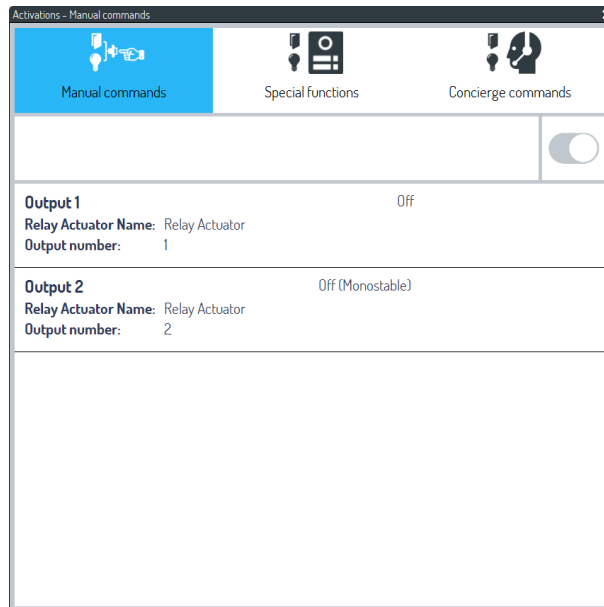 Activations - Manual commands
Manual commands
Special functions
Concierge commands
Output 1 Off
Relay Actuator Name: Relay Actuator
Output number: 1
Output 2 Off (Monostable)
Relay Actuator Name: Relay Actuator
Output number: 2